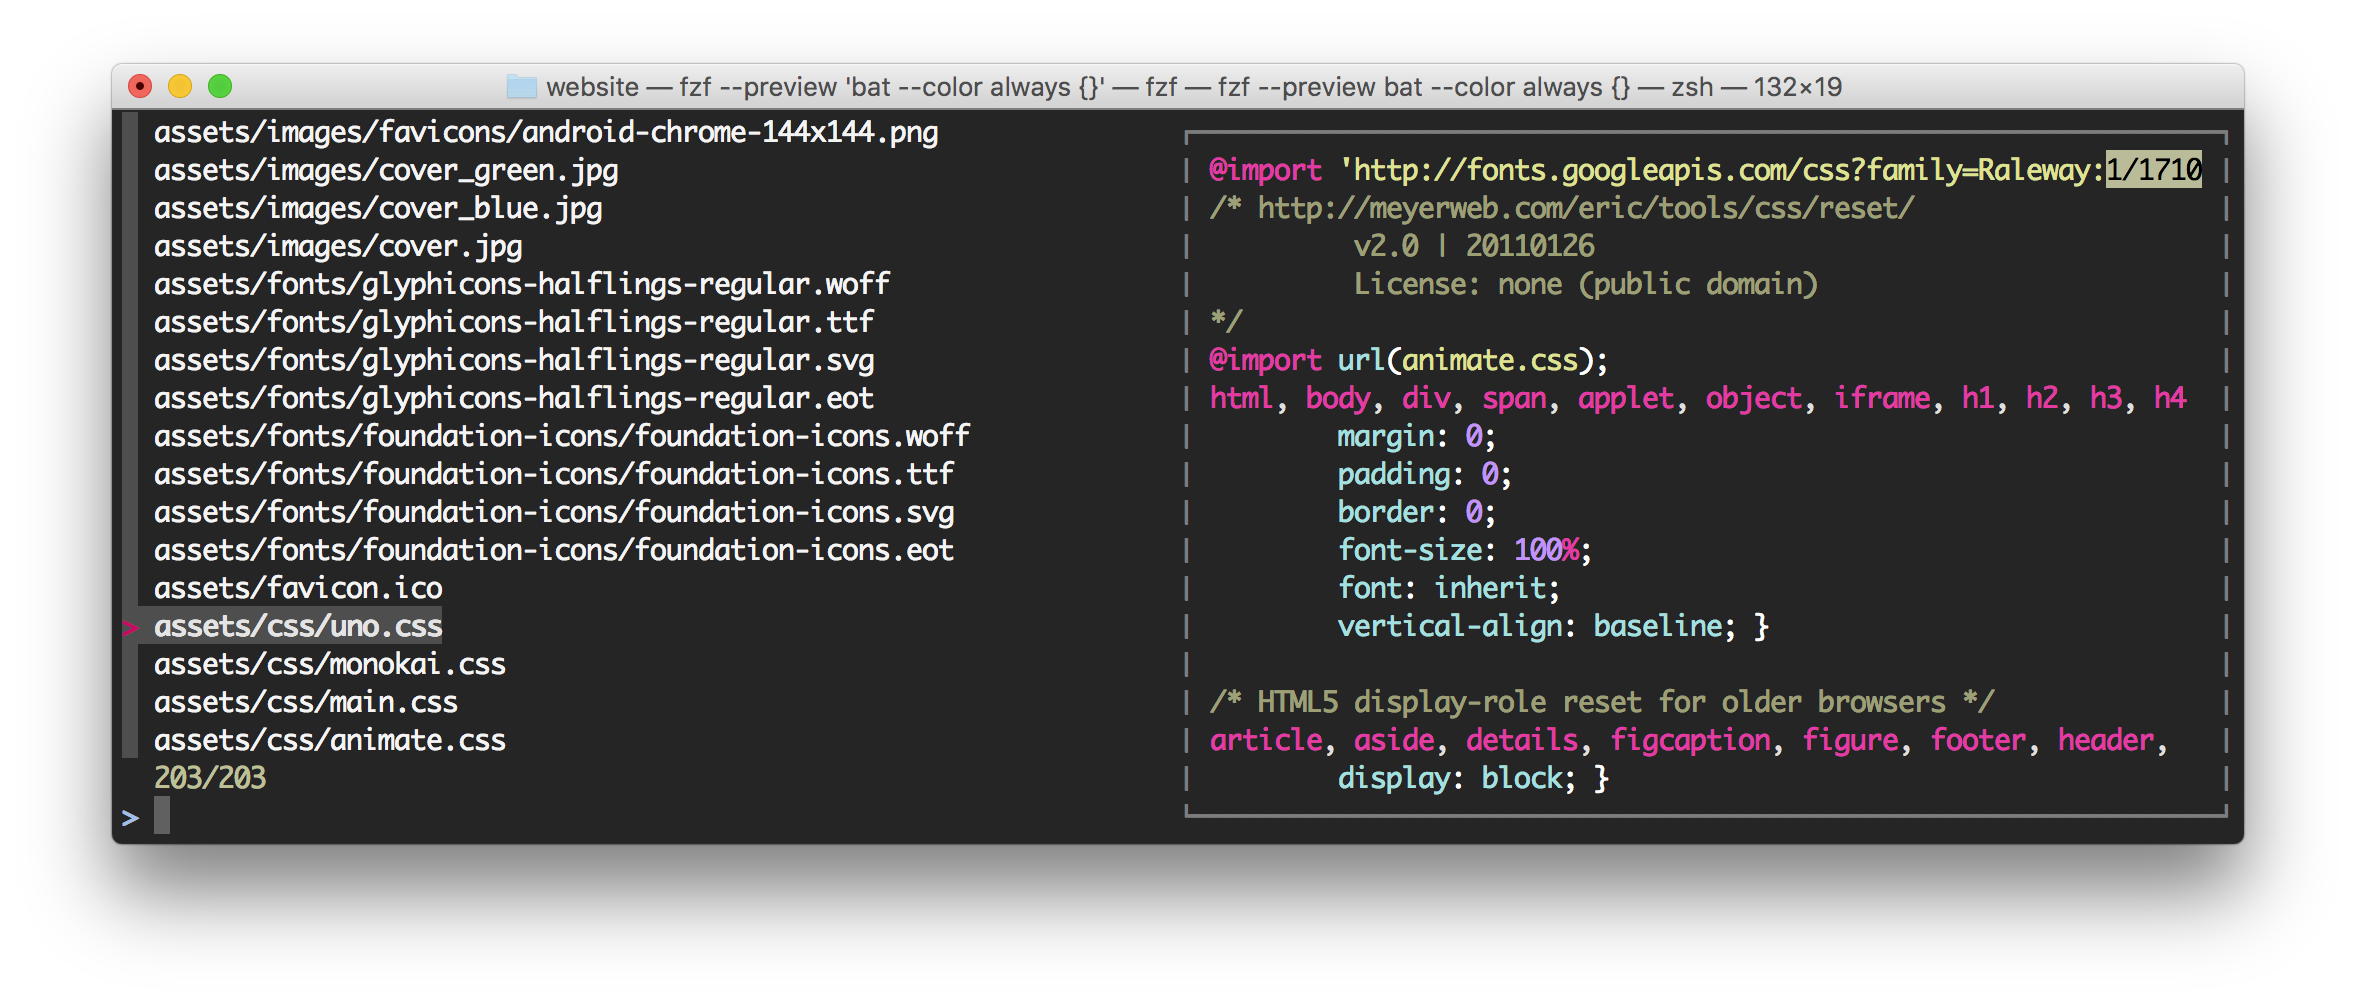 website — fzf --preview 'bat --color always {}' — fzf — fzf --preview bat --color always {} — zsh — 132×19
assets/images/favicons/android-chrome-144x144.png
assets/images/cover_green.jpg
assets/images/cover_blue.jpg
assets/images/cover.jpg
assets/fonts/glyphicons-halflings-regular.woff
assets/fonts/glyphicons-halflings-regular.ttf
assets/fonts/glyphicons-halflings-regular.svg
assets/fonts/glyphicons-halflings-regular.eot
assets/fonts/foundation-icons/foundation-icons.woff
assets/fonts/foundation-icons/foundation-icons.ttf
assets/fonts/foundation-icons/foundation-icons.svg
assets/fonts/foundation-icons/foundation-icons.eot
assets/favicon.ico
> assets/css/uno.css
assets/css/monokai.css
assets/css/main.css
assets/css/animate.css
203/203
>
@import 'http://fonts.googleapis.com/css?family=Raleway:1/1710
/* http://meyerweb.com/eric/tools/css/reset/
v2.0 | 20110126
License: none (public domain)
*/
@import url(animate.css);
html, body, div, span, applet, object, iframe, h1, h2, h3, h4
margin: 0;
padding: 0;
border: 0;
font-size: 100%;
font: inherit;
vertical-align: baseline; }
/* HTML5 display-role reset for older browsers */
article, aside, details, figcaption, figure, footer, header,
display: block; }